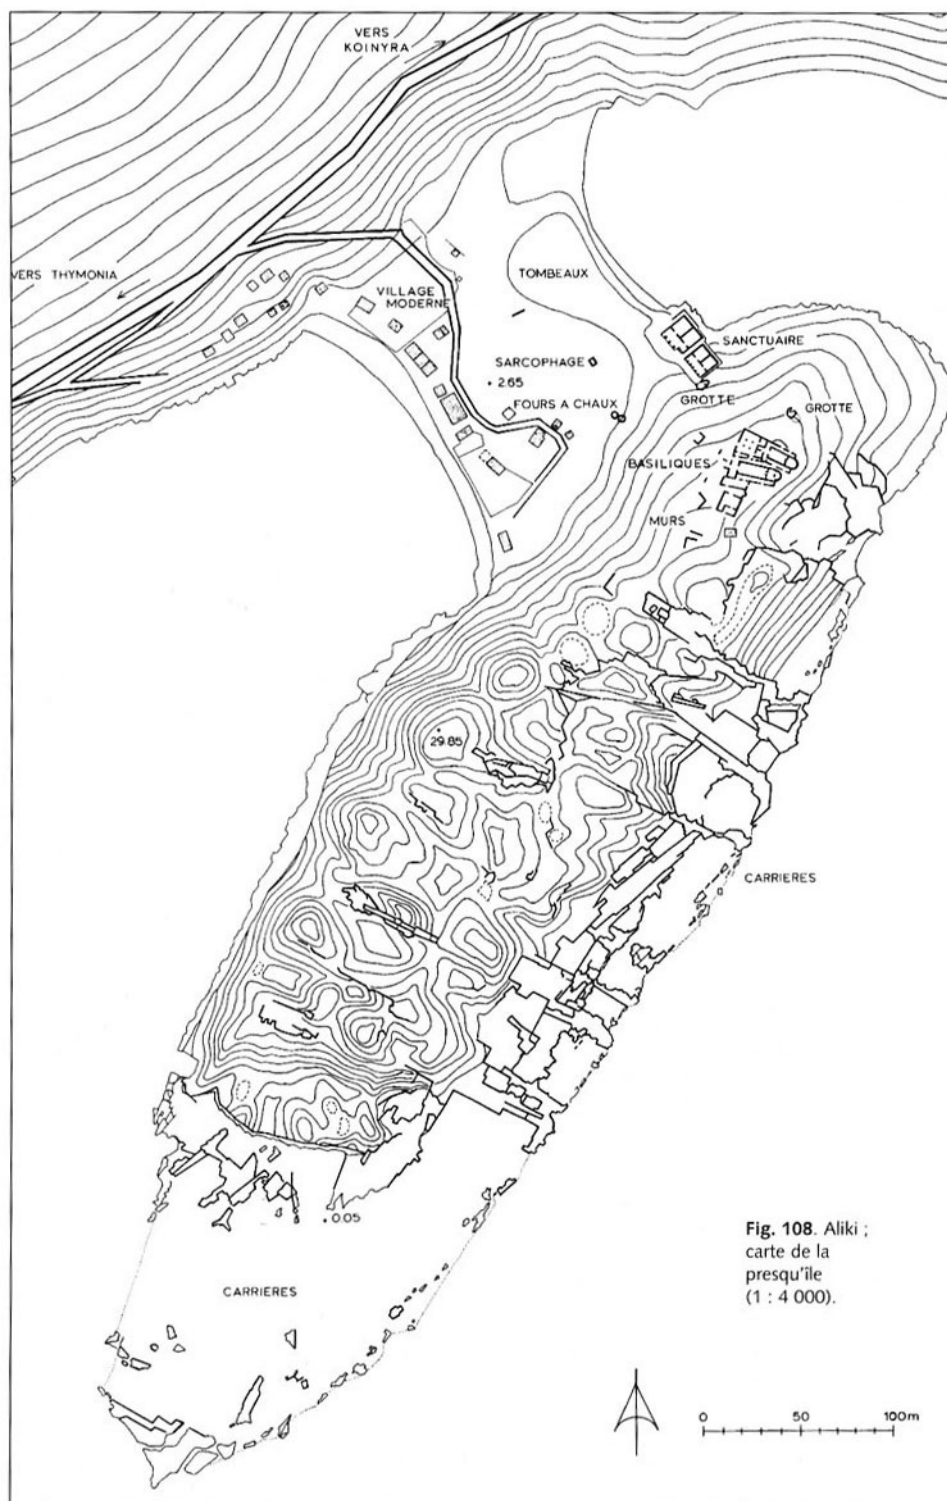 VERS
KOINYRA
VERS THYMONIA
VILLAGE
MODERNE
TOMBEAUX
SANCTUAIRE
SARCOPHAGE
2.65
GROTTE
FOURS A CHAUX
GROTTE
BASILIQUES
MURS
29.85
CARRIERES
0.05
CARRIERES
Fig. 108. Aliki ;
carte de la
presqu'île
(1 : 4 000).
0 50 100m